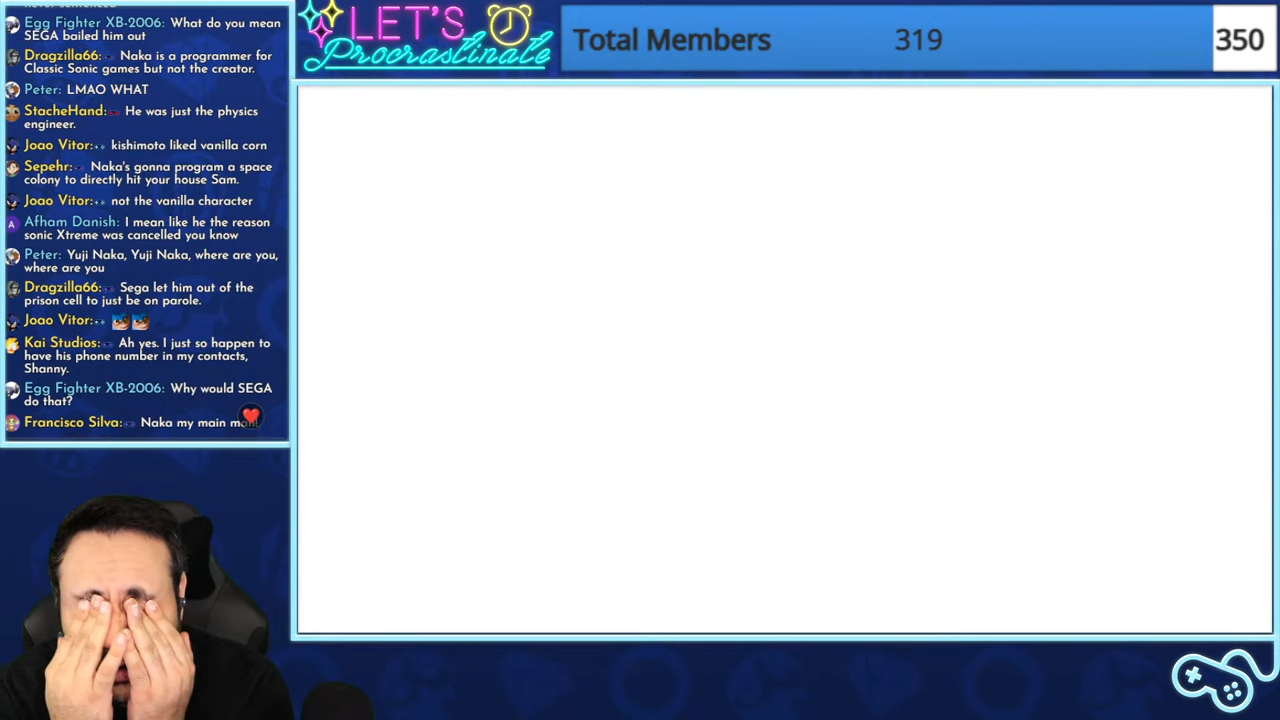 Egg Fighter XB-2006: What do you mean
SEGA bailed him out
Dragzilla66: Naka is a programmer for
Classic Sonic games but not the creator.
Peter: LMAO WHAT
StacheHand: He was just the physics
engineer.
Joao Vitor: kishimoto liked vanilla corn
Sepehr: Naka's gonna program a space
colony to directly hit your house Sam.
Joao Vitor: not the vanilla character
A Afham Danish: I mean like he the reason
sonic Xtreme was cancelled you know
Peter: Yuji Naka, Yuji Naka, where are you,
where are you
Dragzilla66: Sega let him out of the
prison cell to just be on parole.
Joao Vitor:
Kai Studios: Ah yes. I just so happen to
have his phone number in my contacts,
Shanny.
Egg Fighter XB-2006: Why would SEGA
do that?
Francisco Silva: Naka my main
LET'S
Procrastinate
Total Members 319 350